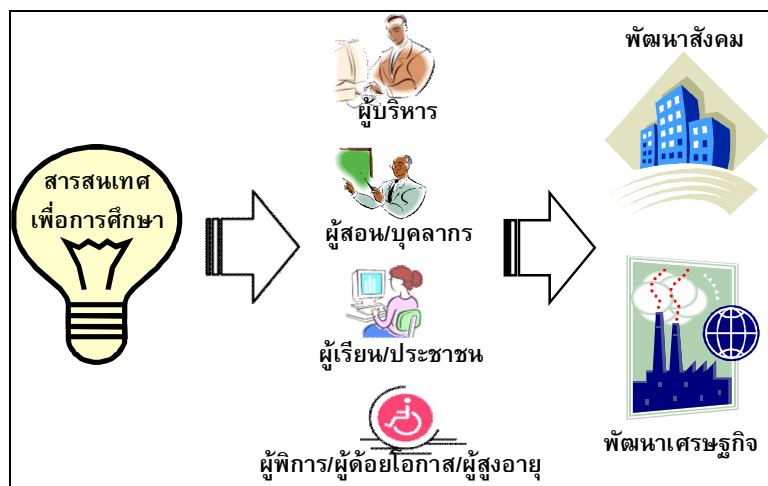 สารสนเทศ
เพื่อการศึกษา
ผู้บริหาร
ผู้สอน/บุคลากร
ผู้เรียน/ประชาชน
ผู้พิการ/ผู้ด้อยโอกาส/ผู้สูงอายุ
พัฒนาสังคม
พัฒนาเศรษฐกิจ